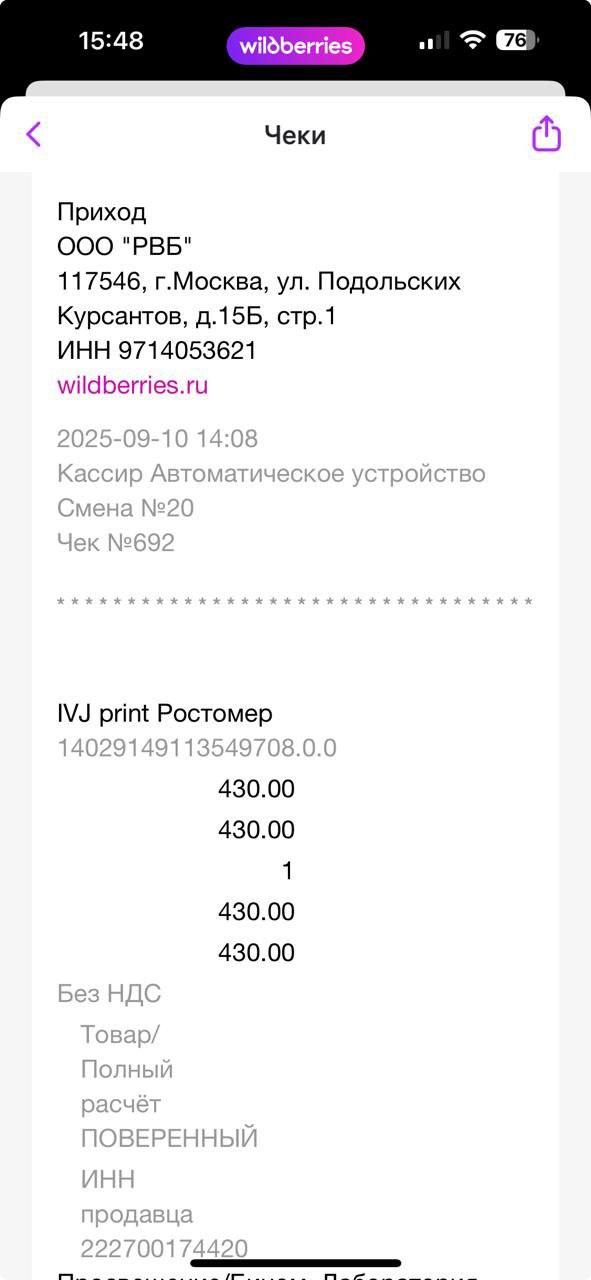 15:48
wildberries
76
Чеки
Приход
ООО "РВБ"
117546, г.Москва, ул. Подольских
Курсантов, д.15Б, стр.1
ИНН 9714053621
wildberries.ru
2025-09-10 14:08
Кассир Автоматическое устройство
Смена №20
Чек №692
* * * * * * * * * * * * * * * * * * * * * * * * * * * * * * * * * *
IVJ print Ростомер
14029149113549708.0.0
430.00
430.00
1
430.00
430.00
Без НДС
Товар/
Полный
расчёт
ПОВЕРЕННЫЙ
ИНН
продавца
222700174420